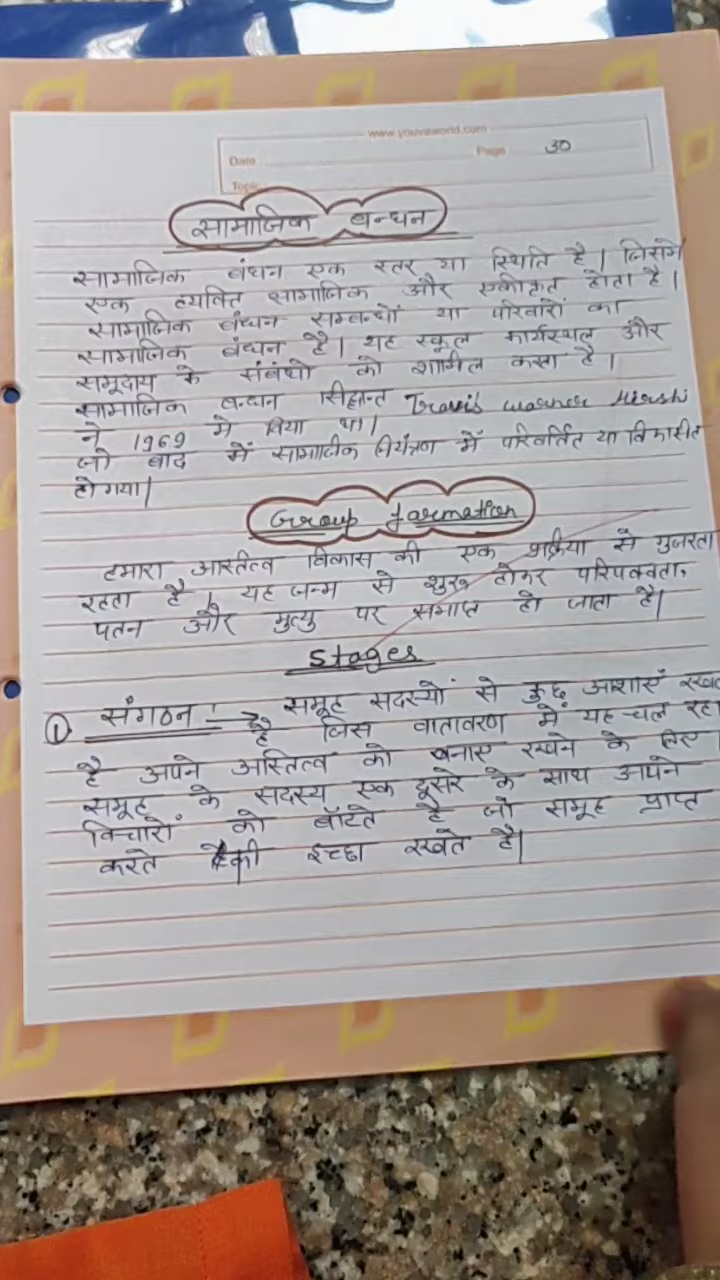 www.youvaworld.com
Date
Page 30
Topic
सामाजिक बन्धन
सामाजिक बंधन एक स्तर या स्थिति है। जिसमें
एक व्यक्ति सामाजिक और एकीकृत होता है।
सामाजिक बंधन सम्बन्धों या परिवारों का
सामाजिक बंधन है। यह स्कूल कार्यस्थल और
समूदाय के संबंधो को शामिल करता है।
सामाजिक बन्धन सिद्धान्त Travis warner Hirshi
ने 1969 में दिया था।
जो बाद में सामाजिक नियंत्रण में परिवर्तित या विकासित
हो गया।
Group formation
हमारा आस्तित्व विकास की एक प्रक्रिया से गुजरता
रहता है। यह जन्म से शुरू होकर परिपक्वता,
पतन और मृत्यु पर समाप्त हो जाता है।
Stages
① संगठन:→ समूह सदस्यों से कुछ आशाएं रखता
है जिस वातावरण में यह चल रहा
है अपने अस्तित्व को बनाए रखने के लिए।
समूह के सदस्य एक दूसरे के साथ अपने
विचारों को बाँटते है जो समूह प्राप्त
करते की इच्छा रखते है।